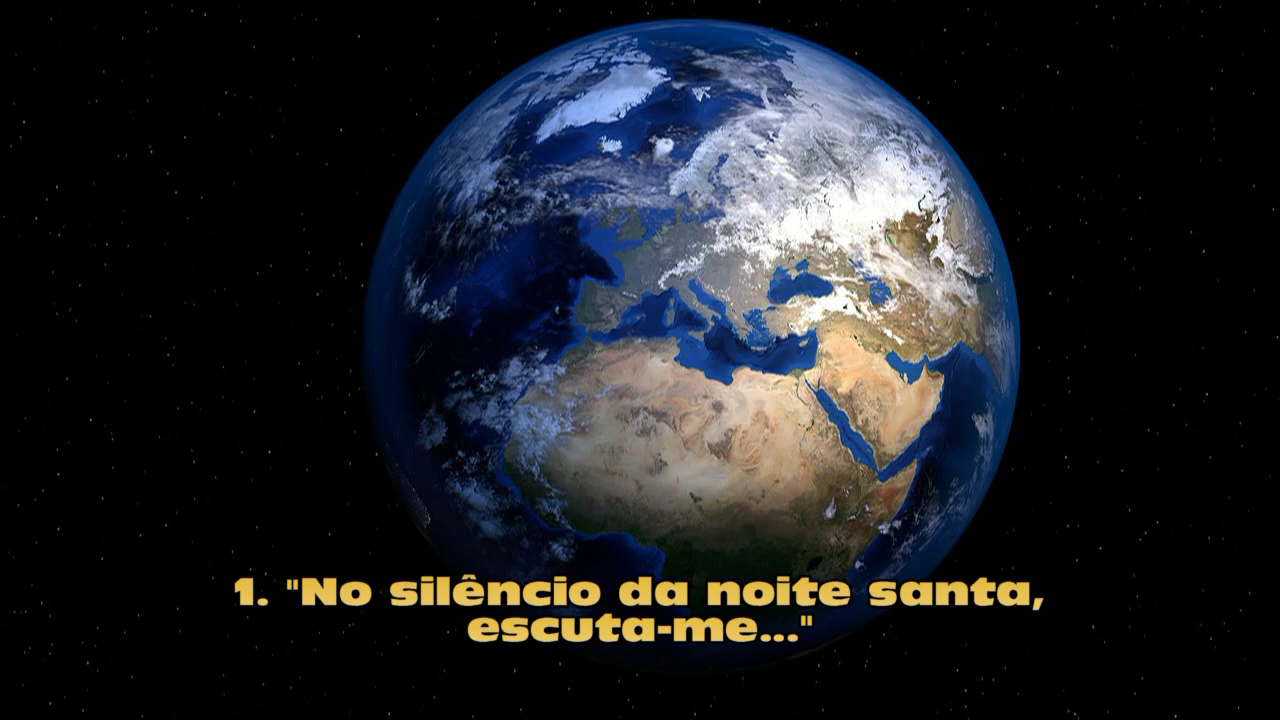 1. "No silêncio da noite santa,
escuta-me..."